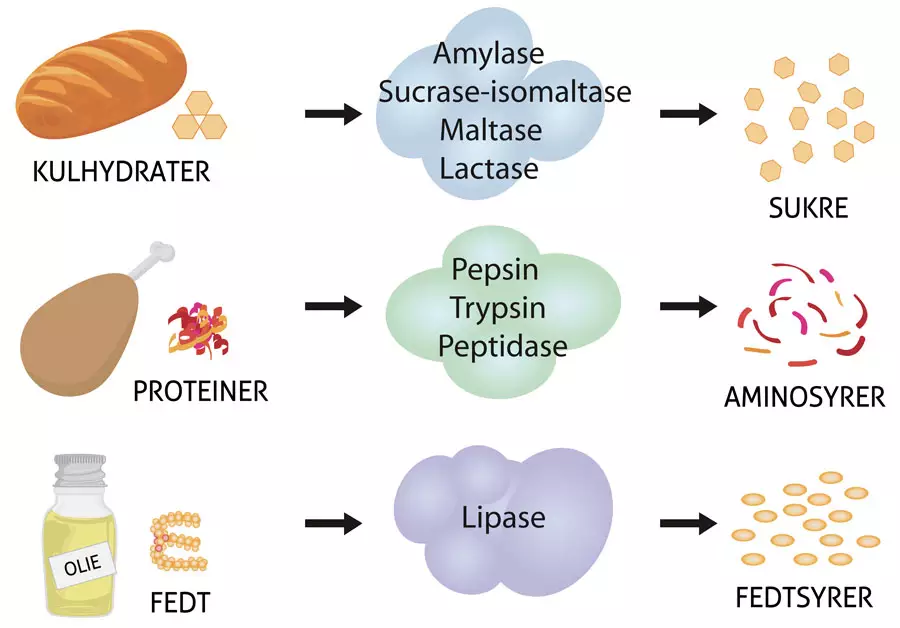 KULHYDRATER
Amylase
Sucrase-isomaltase
Maltase
Lactase
SUKRE
PROTEINER
Pepsin
Trypsin
Peptidase
AMINOSYRER
OLIE
FEDT
Lipase
FEDTSYRER